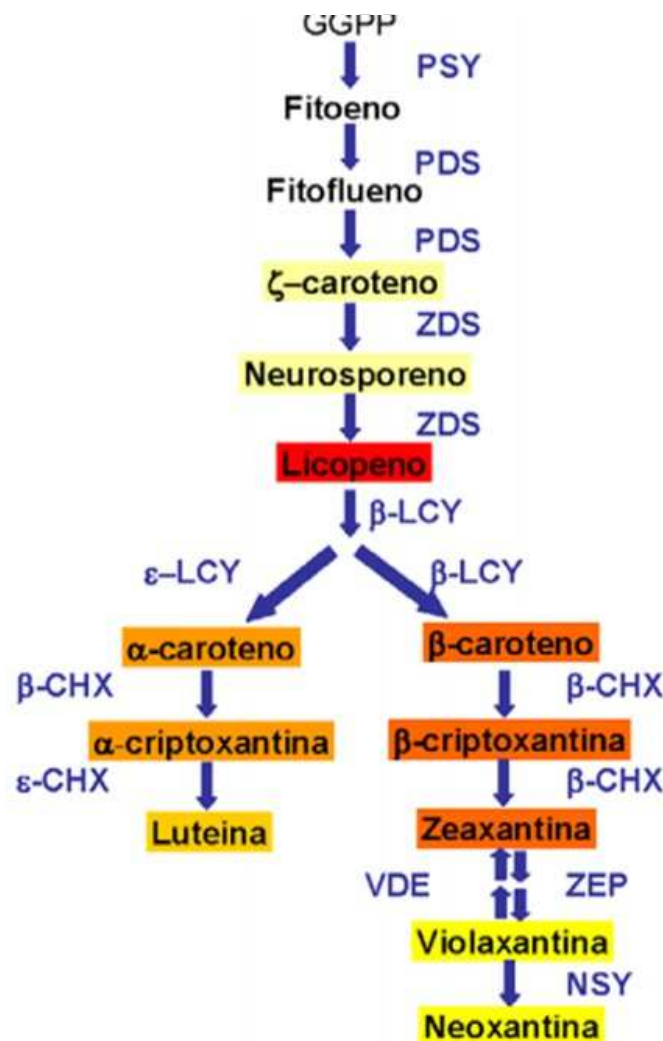 GGPP
PSY
Fitoeno
PDS
Fitoflueno
PDS
ζ–caroteno
ZDS
Neurosporeno
ZDS
Licopeno
β-LCY
ε–LCY β-LCY
α-caroteno β-caroteno
β-CHX β-CHX
α-criptoxantina β-criptoxantina
ε-CHX β-CHX
Luteina Zeaxantina
VDE ZEP
Violaxantina
NSY
Neoxantina